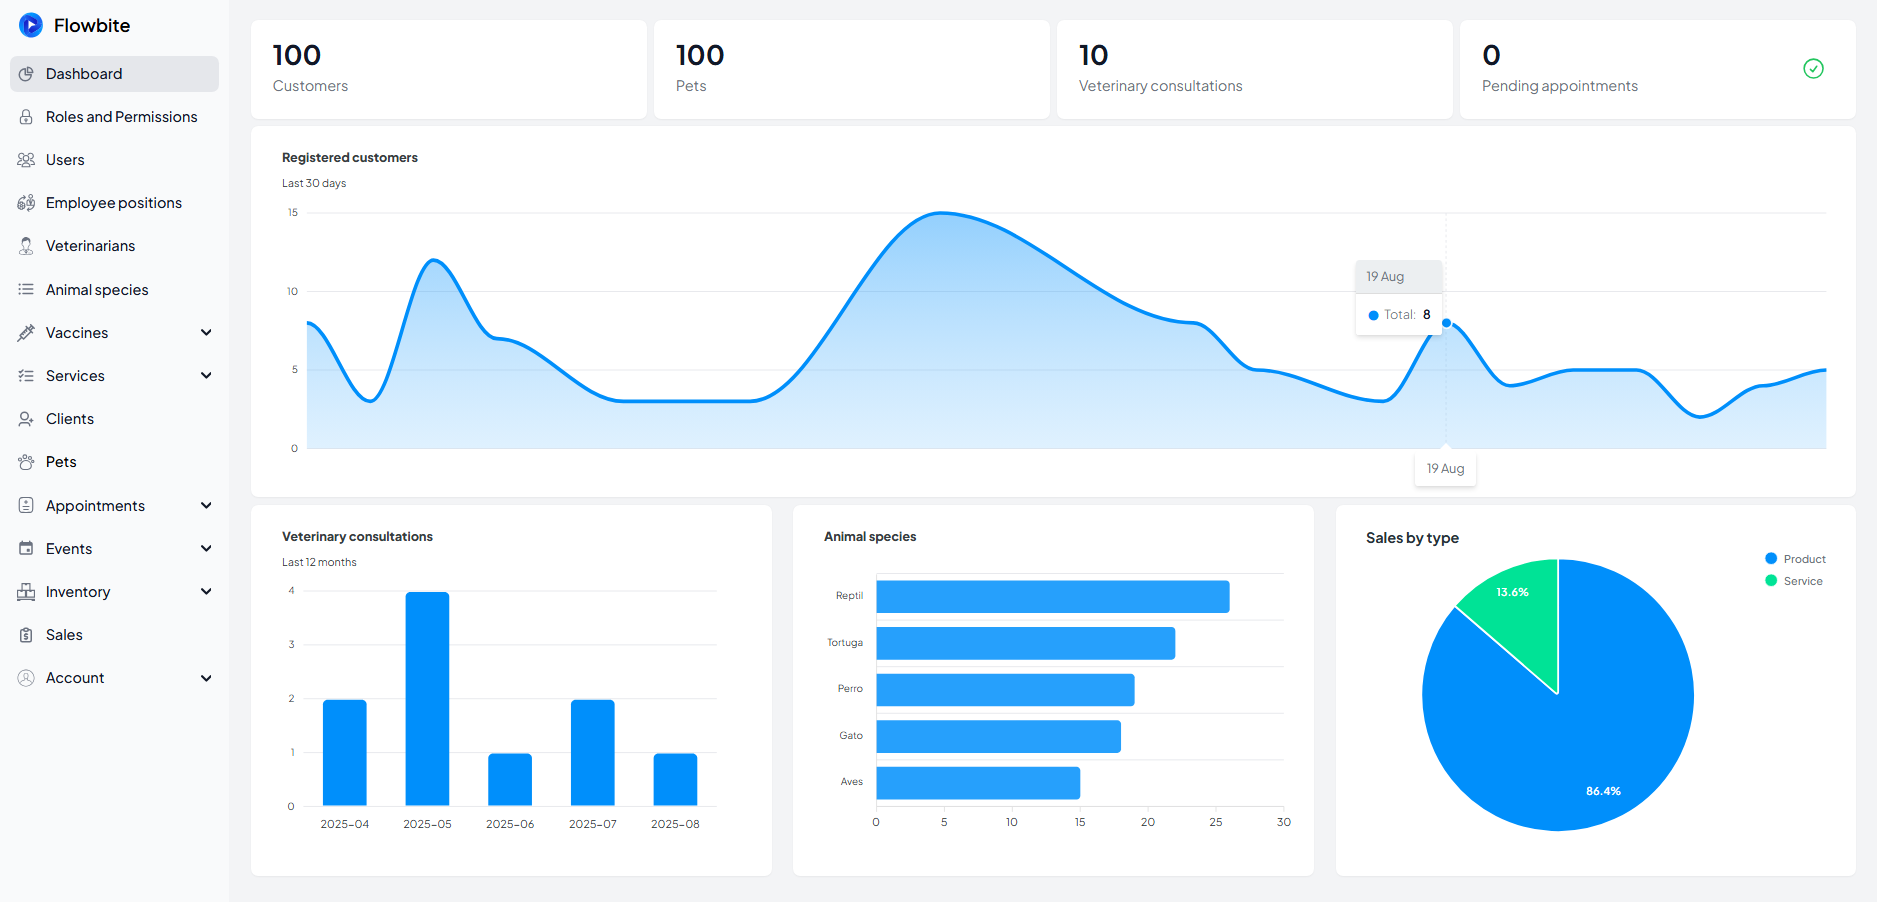 Flowbite
Dashboard
Roles and Permissions
Users
Employee positions
Veterinarians
Animal species
Vaccines
Services
Clients
Pets
Appointments
Events
Inventory
Sales
Account
100
Customers
100
Pets
10
Veterinary consultations
0
Pending appointments
Registered customers
Last 30 days
15
10
5
0
19 Aug
Total: 8
19 Aug
Veterinary consultations
Last 12 months
4
3
2
1
0
2025-04 2025-05 2025-06 2025-07 2025-08
Animal species
Reptil
Tortuga
Perro
Gato
Aves
0 5 10 15 20 25 30
Sales by type
Product
Service
13.6%
86.4%